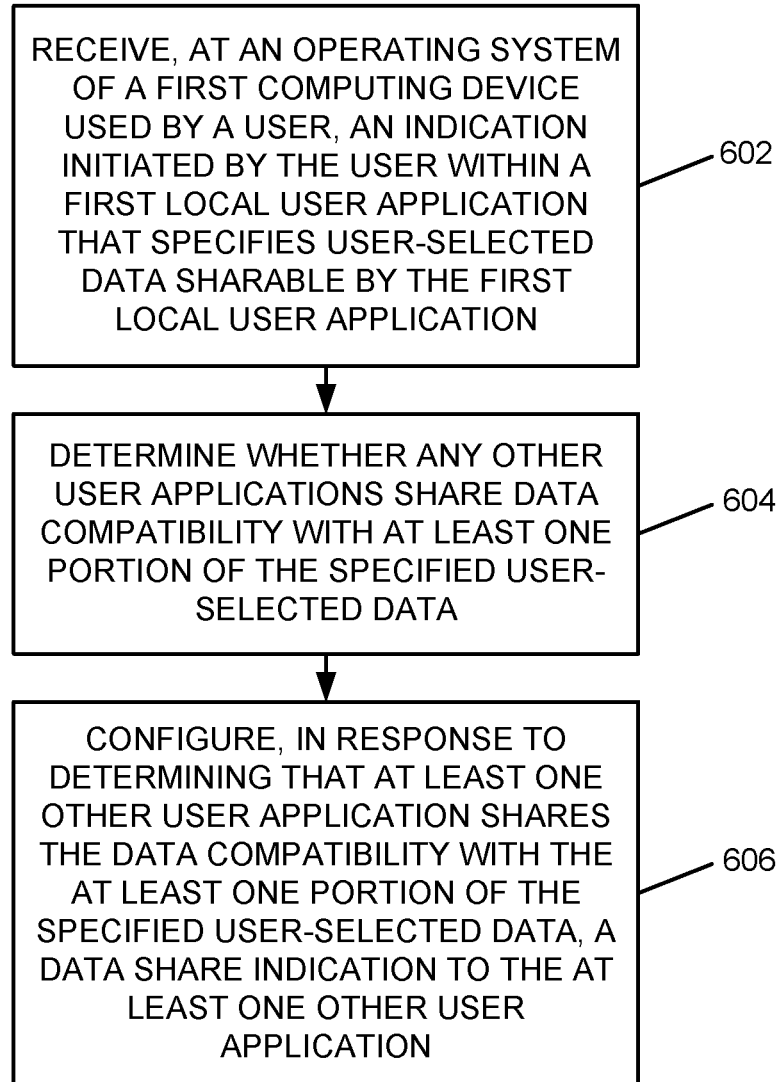 RECEIVE, AT AN OPERATING SYSTEM
OF A FIRST COMPUTING DEVICE
USED BY A USER, AN INDICATION
INITIATED BY THE USER WITHIN A
FIRST LOCAL USER APPLICATION
THAT SPECIFIES USER-SELECTED
DATA SHARABLE BY THE FIRST
LOCAL USER APPLICATION
602
DETERMINE WHETHER ANY OTHER
USER APPLICATIONS SHARE DATA
COMPATIBILITY WITH AT LEAST ONE
PORTION OF THE SPECIFIED USER-
SELECTED DATA
604
CONFIGURE, IN RESPONSE TO
DETERMINING THAT AT LEAST ONE
OTHER USER APPLICATION SHARES
THE DATA COMPATIBILITY WITH THE
AT LEAST ONE PORTION OF THE
SPECIFIED USER-SELECTED DATA, A
DATA SHARE INDICATION TO THE AT
LEAST ONE OTHER USER
APPLICATION
606